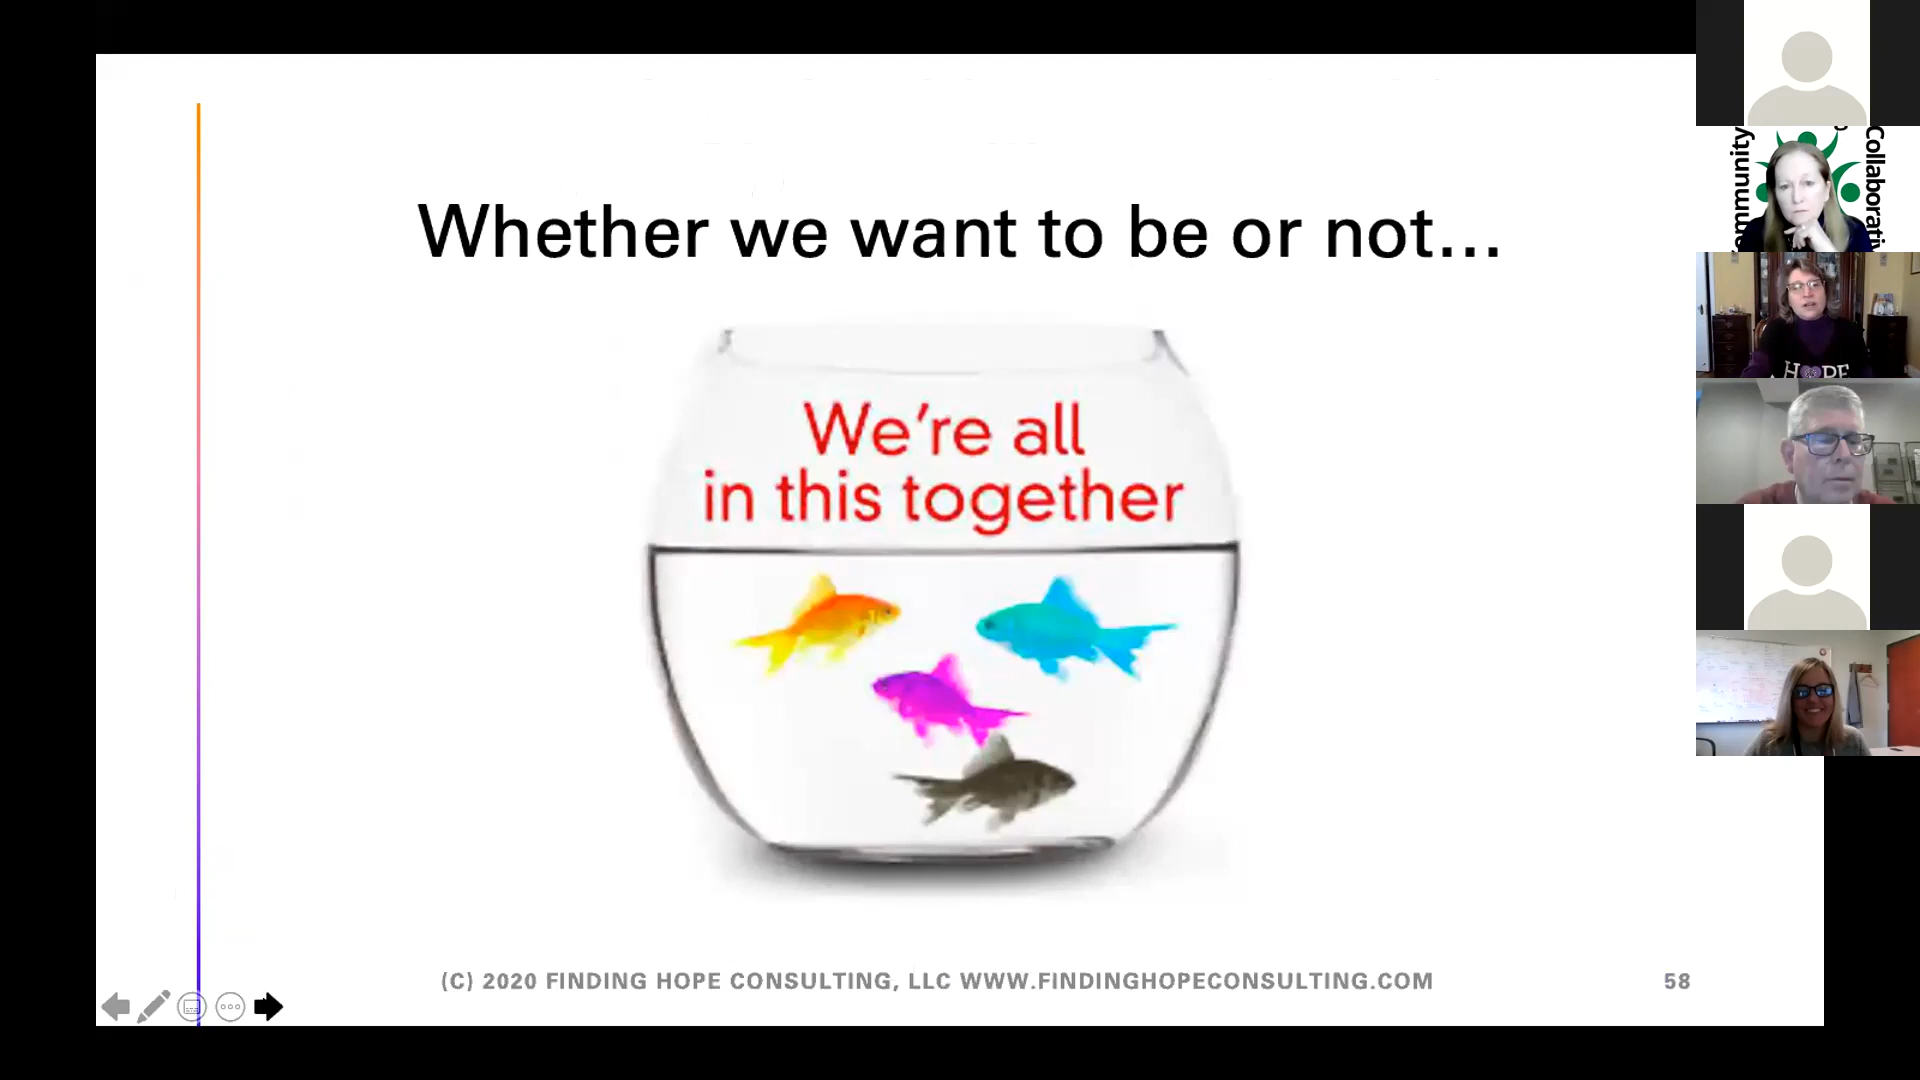 Whether we want to be or not...
We're all
in this together
(C) 2020 FINDING HOPE CONSULTING, LLC WWW.FINDINGHOPECONSULTING.COM
58
Collaborati
HOPE